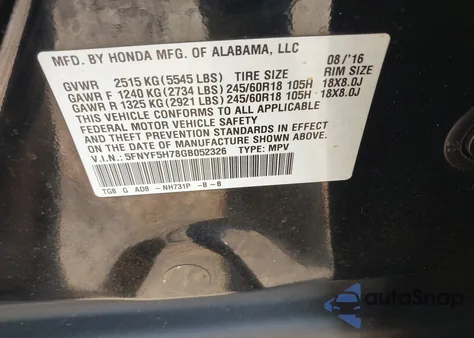 MFD. BY HONDA MFG. OF ALABAMA, LLC 08/'16
GVWR 2515 KG (5545 LBS) TIRE SIZE RIM SIZE
GAWR F 1240 KG (2734 LBS) 245/60R18 105H 18X8.0J
GAWR R 1325 KG (2921 LBS) 245/60R18 105H 18X8.0J
THIS VEHICLE CONFORMS TO ALL APPLICABLE
FEDERAL MOTOR VEHICLE SAFETY
AND THEFT PREVENTION STANDARDS IN EFFECT
ON THE DATE OF MANUFACTURE SHOWN ABOVE.
V.I.N.: 5FNYF5H78GB052326 TYPE: MPV
TG8 G AD8 -NH731P -B-B
autoSnap